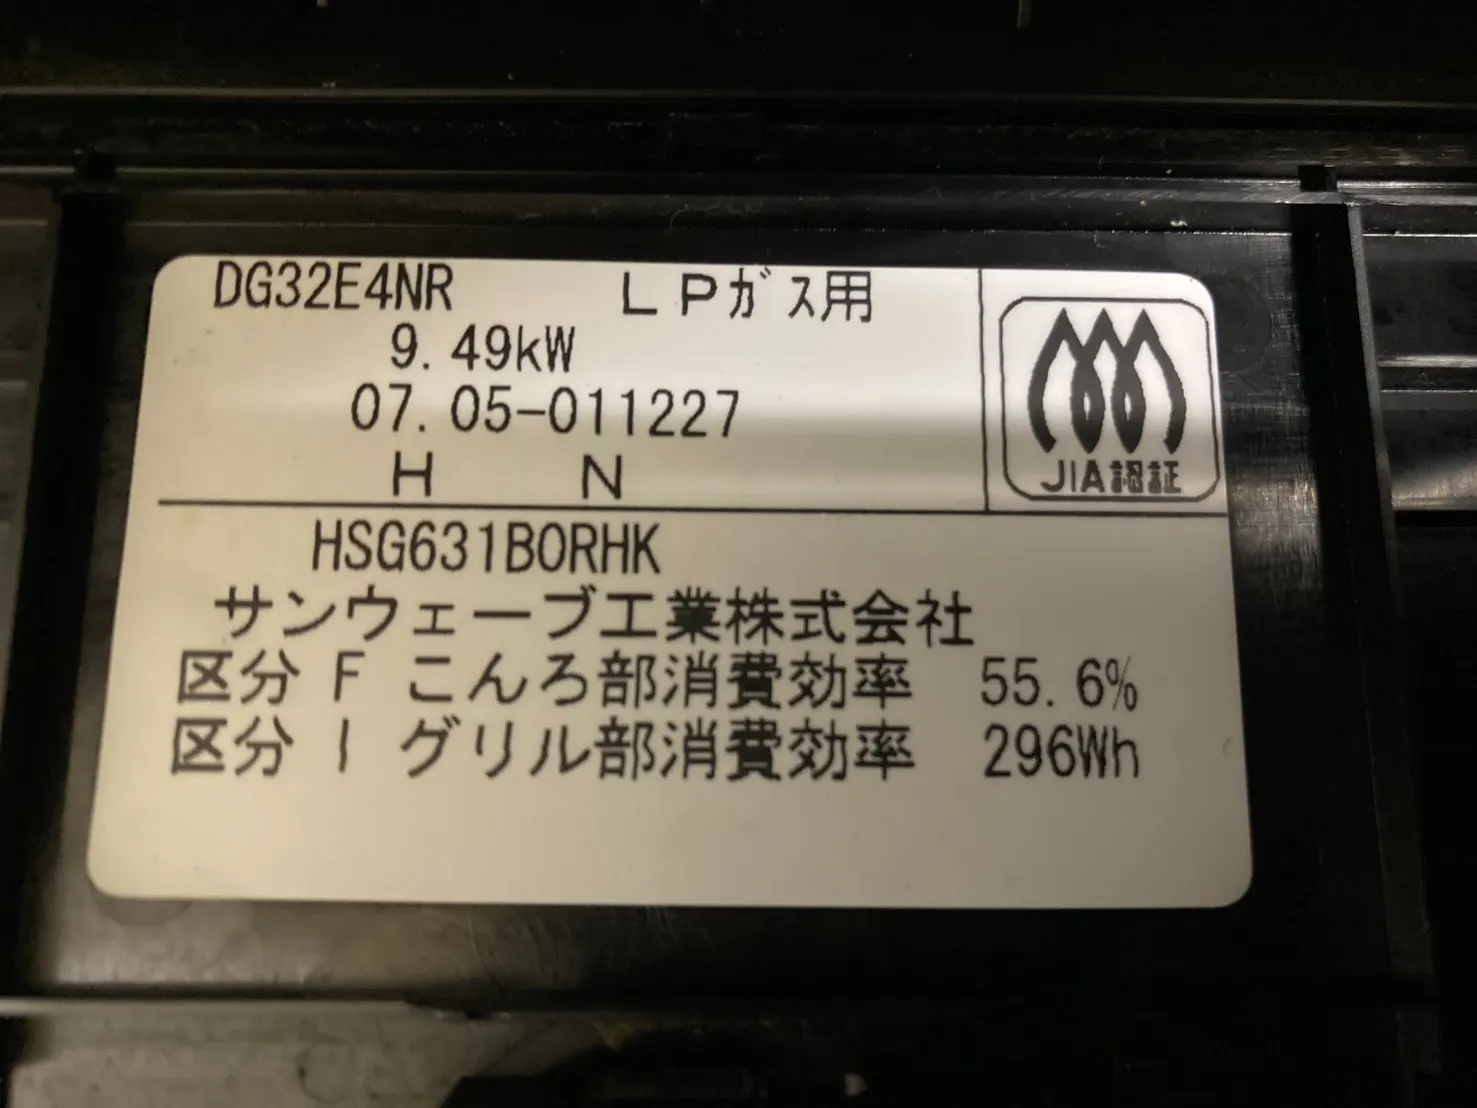 DG32E4NR LPガス用
9.49kW
07.05-011227
H N
JIA認証
HSG631B0RHK
サンウェーブ工業株式会社
区分 F こんろ部消費効率 55.6%
区分 I グリル部消費効率 296Wh